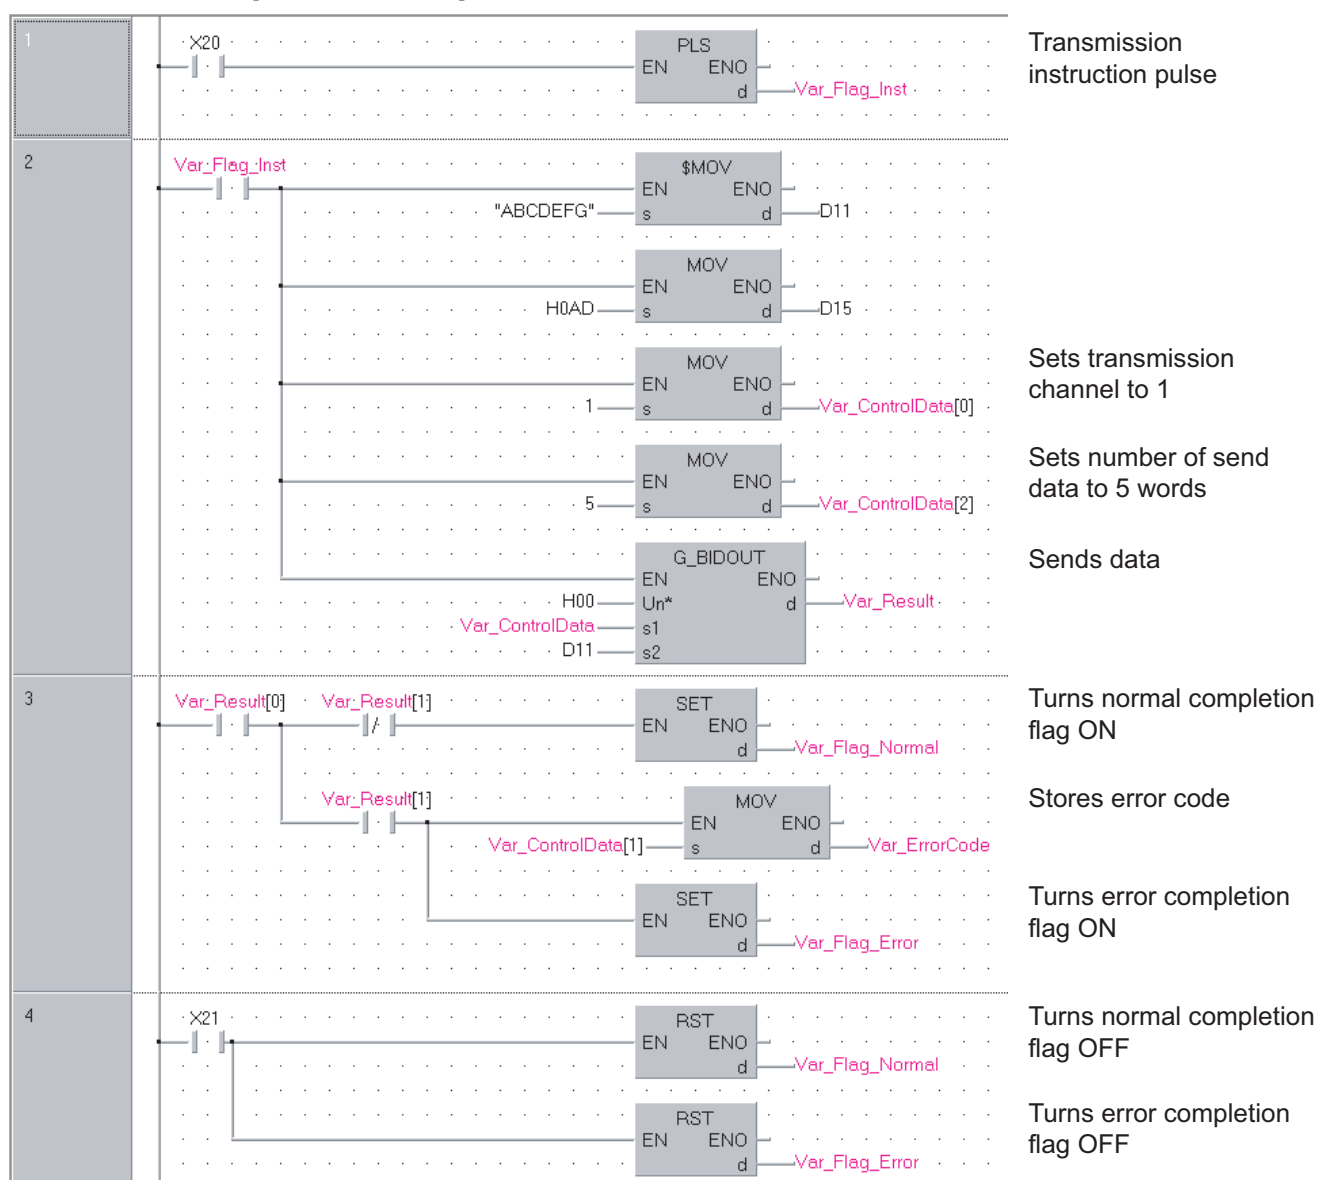 1
X20
PLS
EN ENO
d Var_Flag_Inst
Transmission
instruction pulse
2
Var_Flag_Inst
$MOV
EN ENO
"ABCDEFG" s d D11
MOV
EN ENO
H0AD s d D15
MOV
EN ENO
1 s d Var_ControlData[0]
Sets transmission
channel to 1
MOV
EN ENO
5 s d Var_ControlData[2]
Sets number of send
data to 5 words
G_BIDOUT
EN ENO
H00 Un* d Var_Result
Var_ControlData s1
D11 s2
Sends data
3
Var_Result[0] Var_Result[1]
SET
EN ENO
d Var_Flag_Normal
Turns normal completion
flag ON
Var_Result[1]
MOV
EN ENO
Var_ControlData[1] s d Var_ErrorCode
Stores error code
SET
EN ENO
d Var_Flag_Error
Turns error completion
flag ON
4
X21
RST
EN ENO
d Var_Flag_Normal
Turns normal completion
flag OFF
RST
EN ENO
d Var_Flag_Error
Turns error completion
flag OFF